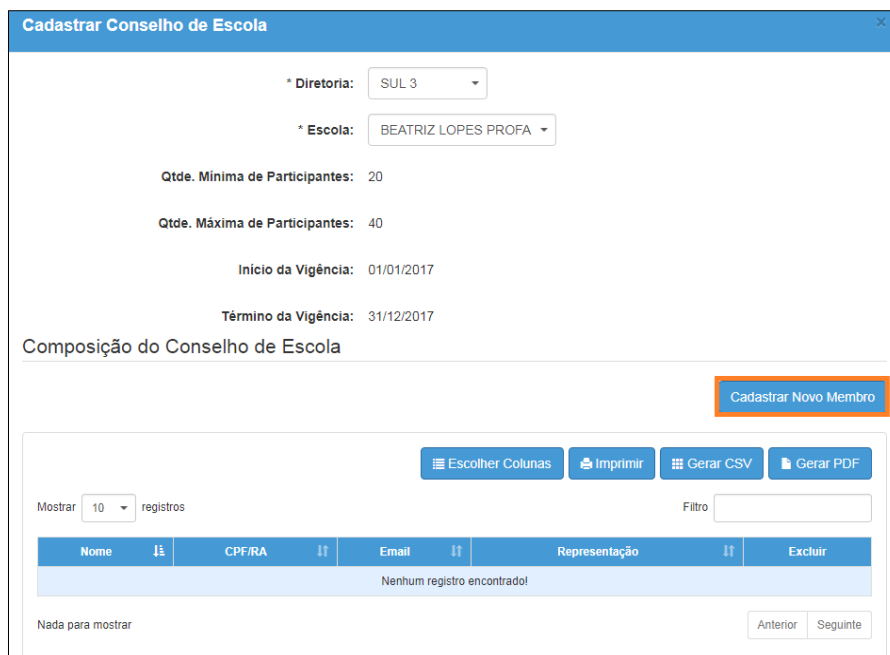 Cadastrar Conselho de Escola ×
* Diretoria: SUL 3
* Escola: BEATRIZ LOPES PROFA
Qtde. Mínima de Participantes: 20
Qtde. Máxima de Participantes: 40
Início da Vigência: 01/01/2017
Término da Vigência: 31/12/2017
Composição do Conselho de Escola
Cadastrar Novo Membro
Escolher Colunas Imprimir Gerar CSV Gerar PDF
Mostrar 10 registros Filtro
Nome CPF/RA Email Representação Excluir
Nenhum registro encontrado!
Nada para mostrar Anterior Seguinte